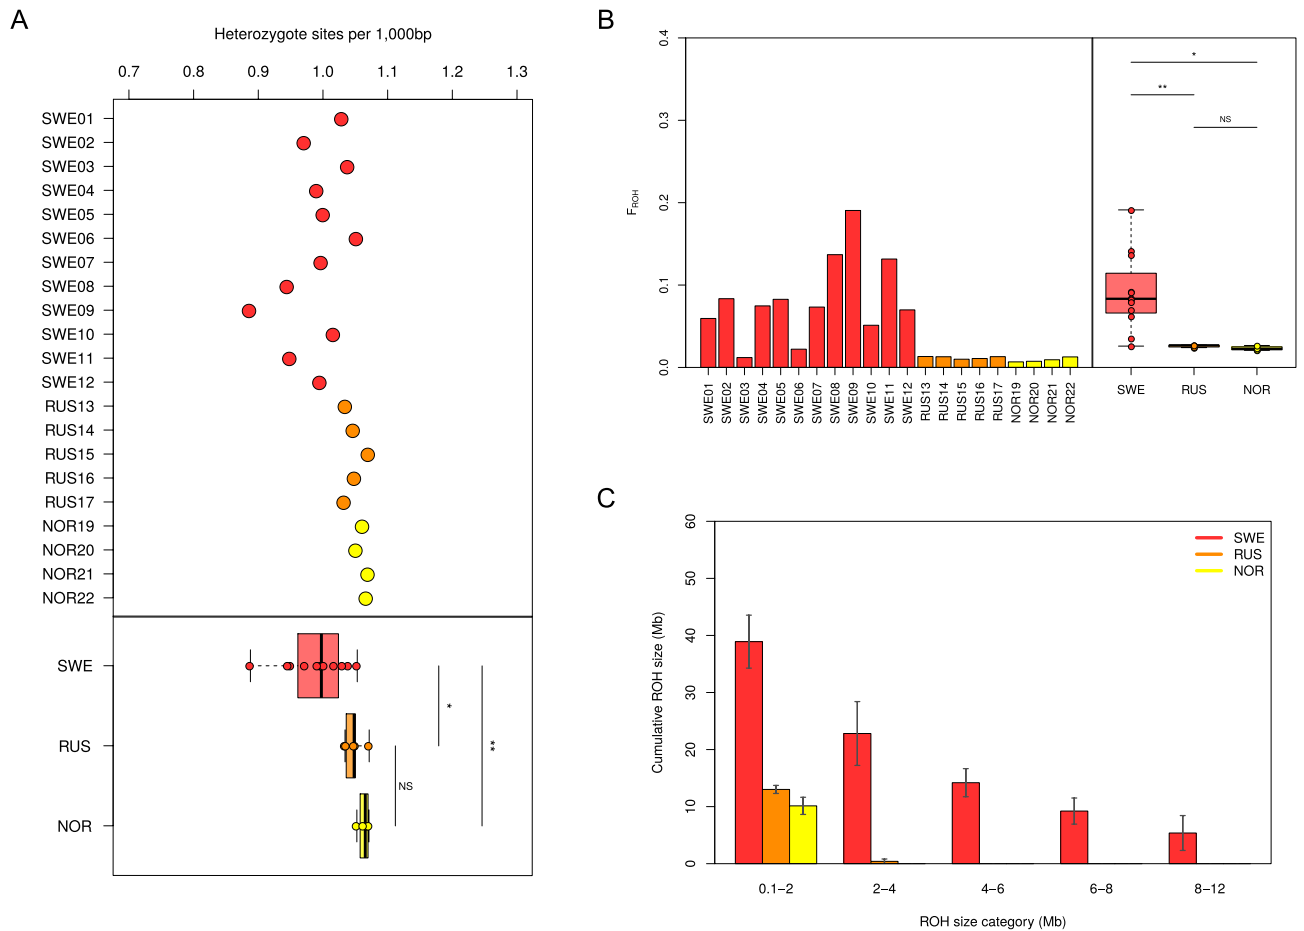 A
Heterozygote sites per 1,000bp
0.7 0.8 0.9 1.0 1.1 1.2 1.3
SWE01
SWE02
SWE03
SWE04
SWE05
SWE06
SWE07
SWE08
SWE09
SWE10
SWE11
SWE12
RUS13
RUS14
RUS15
RUS16
RUS17
NOR19
NOR20
NOR21
NOR22
SWE
RUS
NOR
*
**
NS
B
FROH
0.4
0.3
0.2
0.1
0.0
SWE01 SWE02 SWE03 SWE04 SWE05 SWE06 SWE07 SWE08 SWE09 SWE10 SWE11 SWE12 RUS13 RUS14 RUS15 RUS16 RUS17 NOR19 NOR20 NOR21 NOR22
*
**
NS
SWE RUS NOR
C
Cumulative ROH size (Mb)
60
50
40
30
20
10
0
SWE
RUS
NOR
0.1–2 2–4 4–6 6–8 8–12
ROH size category (Mb)